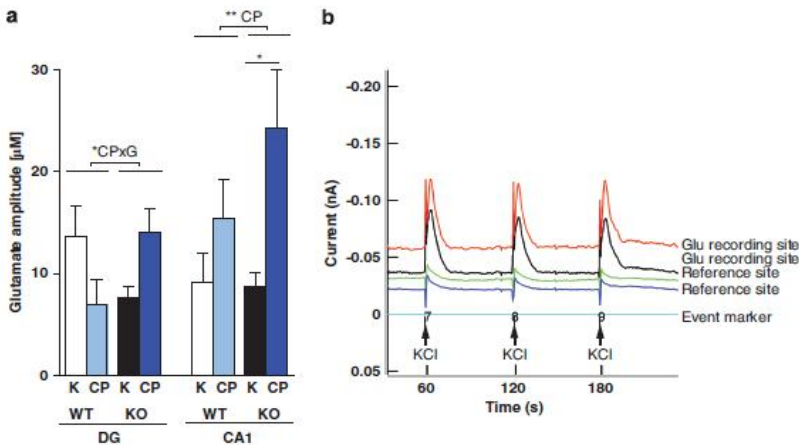 a
** CP
*
30
*CPxG
20
10
0
Glutamate amplitude [µM]
K CP K CP K CP K CP
WT KO WT KO
DG CA1
b
-0.20
-0.15
-0.10
-0.05
0
0.05
Current (nA)
Glu recording site
Glu recording site
Reference site
Reference site
Event marker
7 8 9
KCl KCl KCl
60 120 180
Time (s)